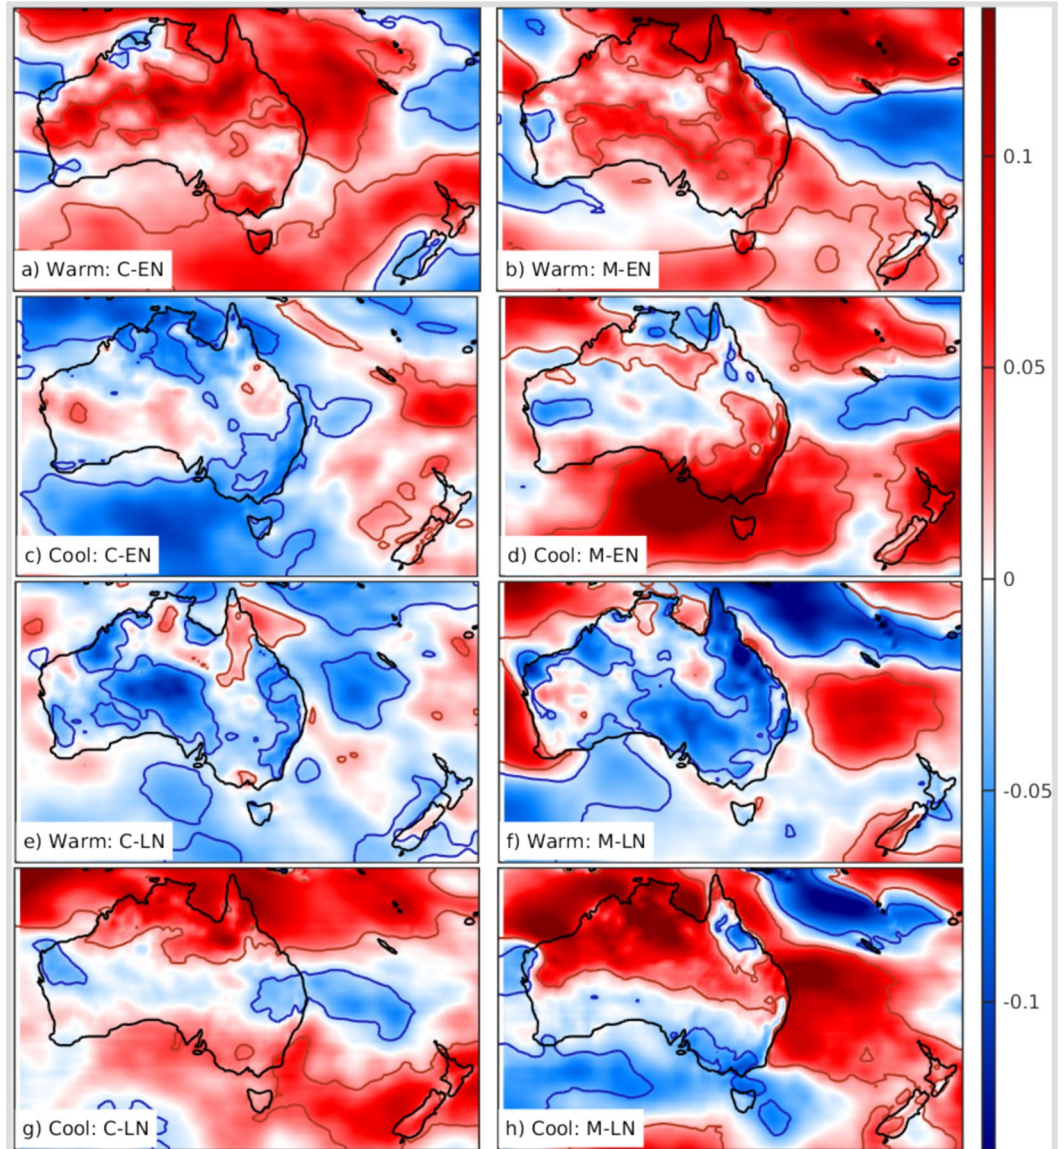 a) Warm: C-EN
b) Warm: M-EN
0.1
0.05
c) Cool: C-EN
d) Cool: M-EN
0
e) Warm: C-LN
f) Warm: M-LN
-0.05
-0.1
g) Cool: C-LN
h) Cool: M-LN